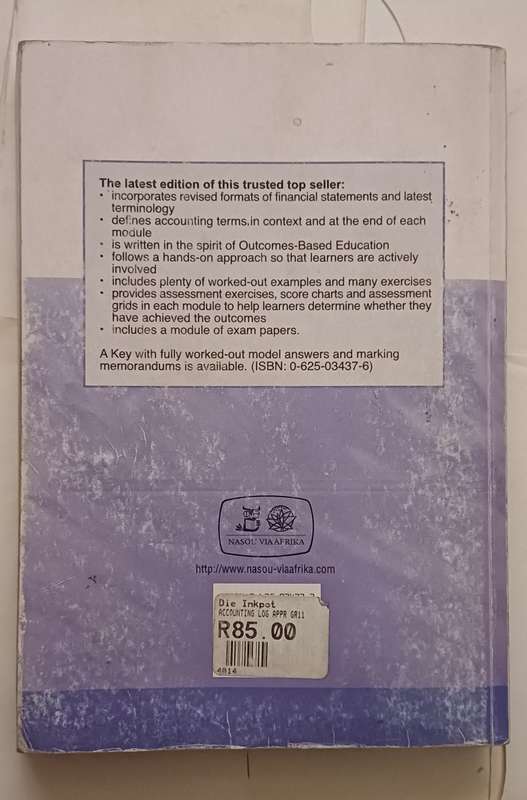 The latest edition of this trusted top seller:
• incorporates revised formats of financial statements and latest
terminology
• defines accounting terms in context and at the end of each
module
• is written in the spirit of Outcomes-Based Education
• follows a hands-on approach so that learners are actively
involved
• includes plenty of worked-out examples and many exercises
• provides assessment exercises, score charts and assessment
grids in each module to help learners determine whether they
have achieved the outcomes
• includes a module of exam papers.
A Key with fully worked-out model answers and marking
memorandums is available. (ISBN: 0-625-03437-6)
NASOU VIA AFRIKA
http://www.nasou-viaafrika.com
Die Inkpot
ACCOUNTING LOG APPR GR11
R85.00
4814